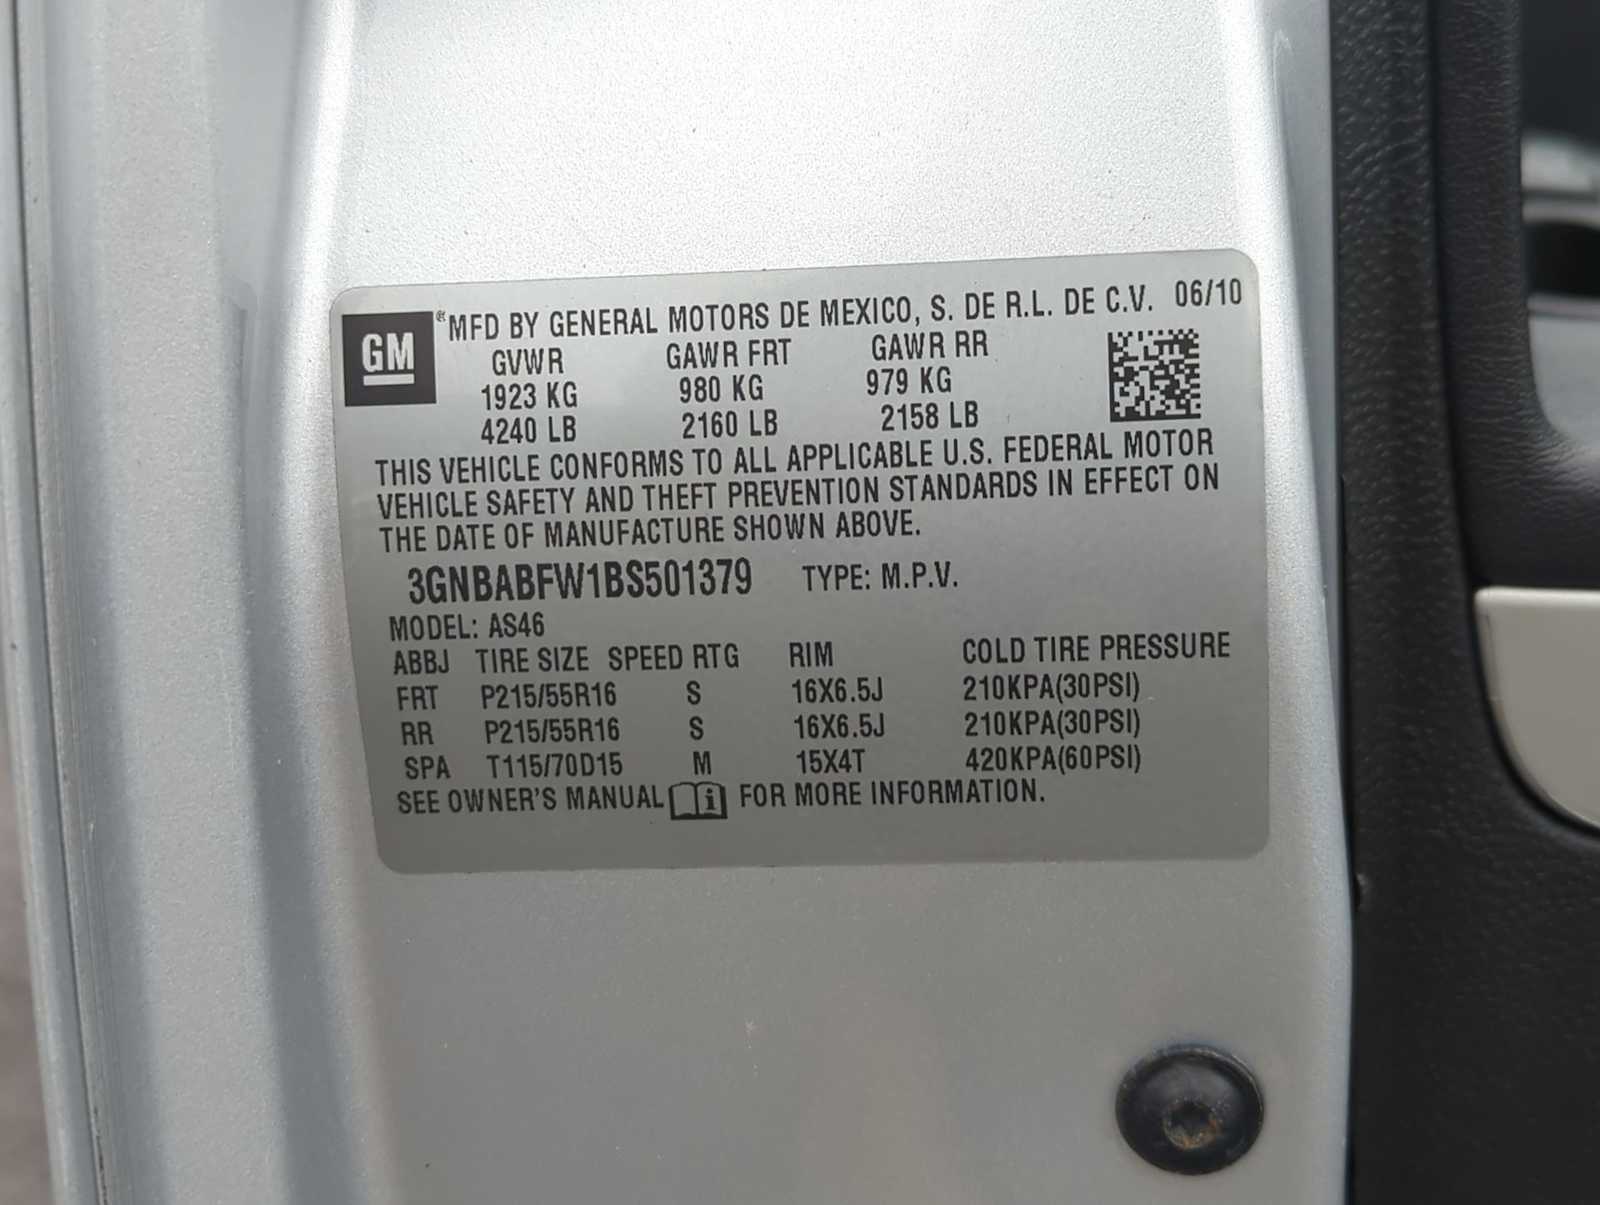 GM ® MFD BY GENERAL MOTORS DE MEXICO, S. DE R.L. DE C.V. 06/10
GVWR GAWR FRT GAWR RR
1923 KG 980 KG 979 KG
4240 LB 2160 LB 2158 LB
THIS VEHICLE CONFORMS TO ALL APPLICABLE U.S. FEDERAL MOTOR
VEHICLE SAFETY AND THEFT PREVENTION STANDARDS IN EFFECT ON
THE DATE OF MANUFACTURE SHOWN ABOVE.
3GNBABFW1BS501379 TYPE: M.P.V.
MODEL: AS46
ABBJ TIRE SIZE SPEED RTG RIM COLD TIRE PRESSURE
FRT P215/55R16 S 16X6.5J 210KPA(30PSI)
RR P215/55R16 S 16X6.5J 210KPA(30PSI)
SPA T115/70D15 M 15X4T 420KPA(60PSI)
SEE OWNER'S MANUAL i FOR MORE INFORMATION.